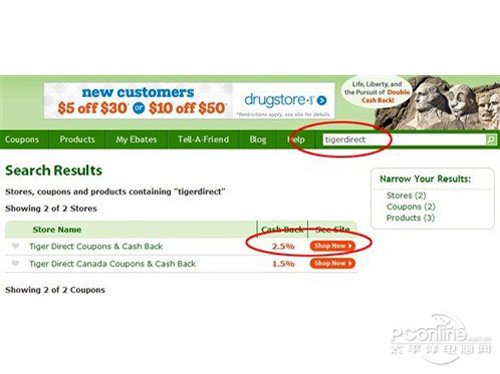 new customers
$5 off $30* or $10 off $50*
drugstore
*Restrictions apply, see site for details.
Life, Liberty, and
the Pursuit of Double
Cash Back!
Coupons Products My Ebates Tell-A-Friend Blog Help tigerdirect
Search Results
Stores, coupons and products containing "tigerdirect"
Showing 2 of 2 Stores
Store Name Cash Back See Site
Tiger Direct Coupons & Cash Back 2.5% Shop Now
Tiger Direct Canada Coupons & Cash Back 1.5% Shop Now
Showing 2 of 2 Coupons
Narrow Your Results:
Stores (2)
Coupons (2)
Products (3)
PConline.com.cn
太平洋电脑网